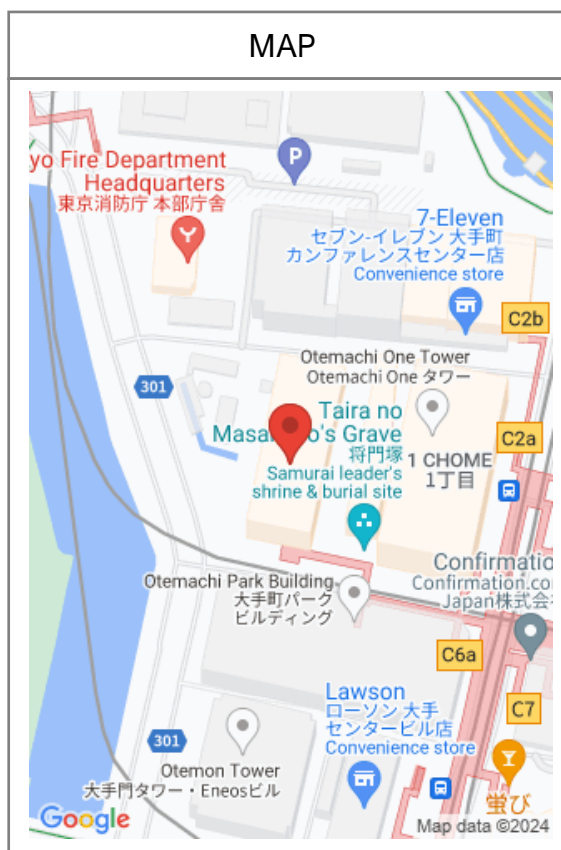 MAP
yo Fire Department
Headquarters
東京消防庁 本部庁舎
P
7-Eleven
セブン-イレブン 大手町
カンファレンスセンター店
Convenience store
C2b
Otemachi One Tower
Otemachi One タワー
301
Taira no
Masa o's Grave
将門塚
Samurai leader's
shrine & burial site
C2a
1 CHOME
1丁目
Confirmatio
Confirmation.co
Japan株式会
Otemachi Park Building
大手町パーク
ビルディング
C6a
C7
Lawson
ローソン 大手
センタービル店
Convenience store
301
Otemon Tower
大手門タワー・Eneosビル
蛍び
Google
Map data ©2024